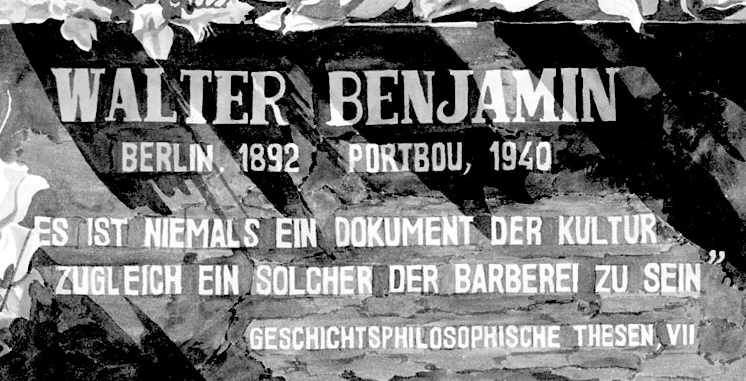 WALTER BENJAMIN
BERLIN, 1892 PORTBOU, 1940
ES IST NIEMALS EIN DOKUMENT DER KULTUR
ZUGLEICH EIN SOLCHER DER BARBEREI ZU SEIN”
GESCHICHTSPHILOSOPHISCHE THESEN, VII